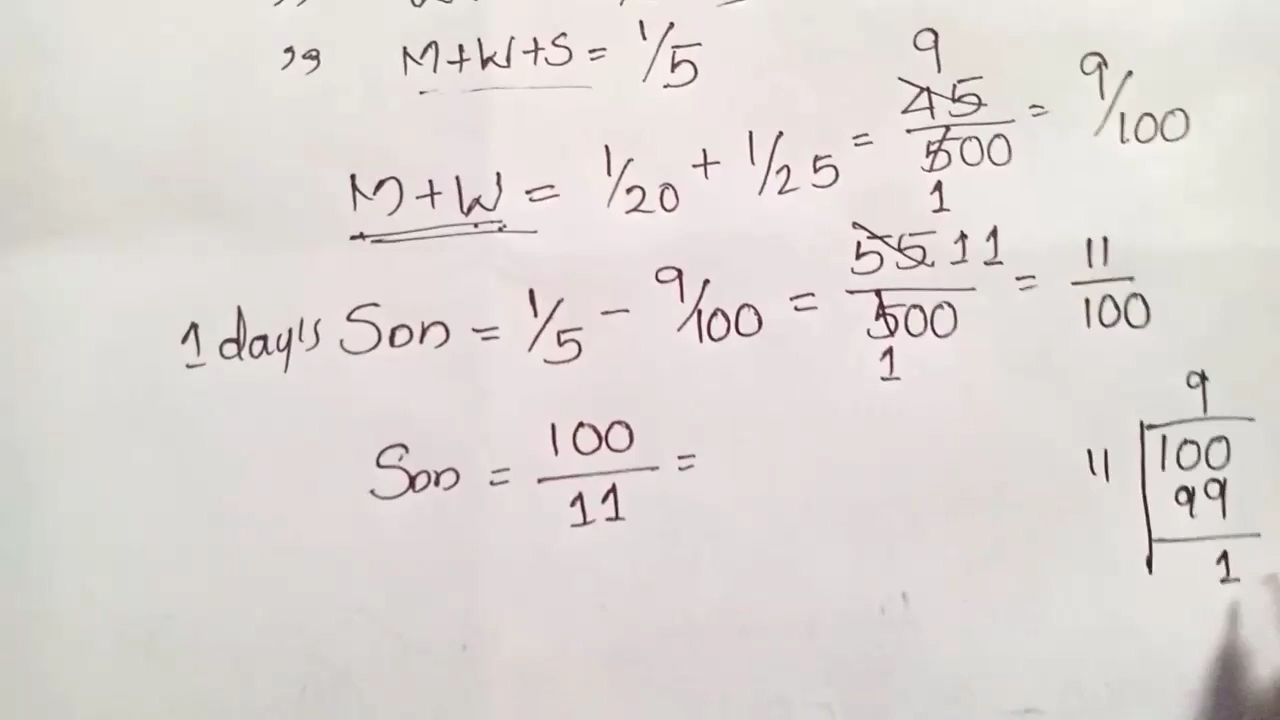 ,, M+W+S = 1/5
M+W = 1/20 + 1/25 = 45/500 9 1 = 9/100
1 day's Son = 1/5 - 9/100 = 55/500 11 1 = 11/100
Son = 100/11 =
9
11 100
99
1